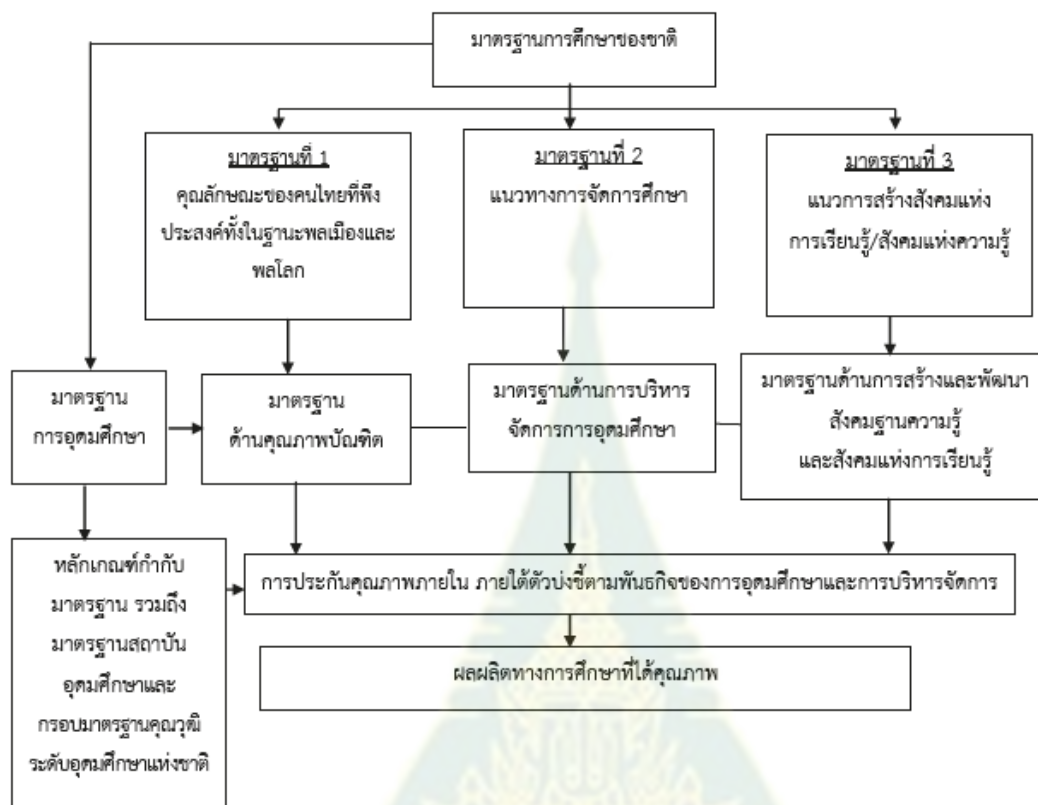 มาตรฐานการศึกษาของชาติ
มาตรฐานที่ 1
คุณลักษณะของคนไทยที่พึง
ประสงค์ทั้งในฐานะพลเมืองและ
พลโลก
มาตรฐานที่ 2
แนวทางการจัดการศึกษา
มาตรฐานที่ 3
แนวการสร้างสังคมแห่ง
การเรียนรู้/สังคมแห่งความรู้
มาตรฐาน
การอุดมศึกษา
มาตรฐาน
ด้านคุณภาพบัณฑิต
มาตรฐานด้านการบริหาร
จัดการการอุดมศึกษา
มาตรฐานด้านการสร้างและพัฒนา
สังคมฐานความรู้
และสังคมแห่งการเรียนรู้
หลักเกณฑ์กำกับ
มาตรฐาน รวมถึง
มาตรฐานสถาบัน
อุดมศึกษาและ
กรอบมาตรฐานคุณวุฒิ
ระดับอุดมศึกษาแห่งชาติ
การประกันคุณภาพภายใน ภายใต้ตัวบ่งชี้ตามพันธกิจของการอุดมศึกษาและการบริหารจัดการ
ผลผลิตทางการศึกษาที่ได้คุณภาพ